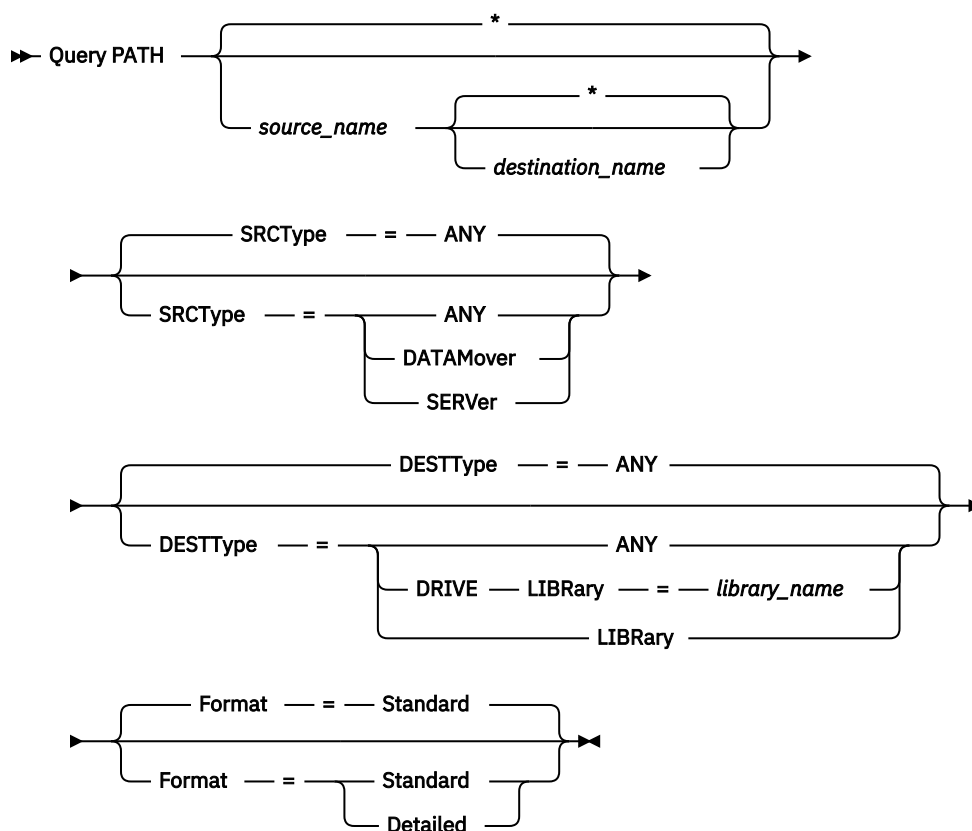 *
Query PATH
*
source_name
destination_name
SRCType = ANY
SRCType = ANY
DATAMover
SERVer
DESTType = ANY
DESTType = ANY
DRIVE LIBRary = library_name
LIBRary
Format = Standard
Format = Standard
Detailed